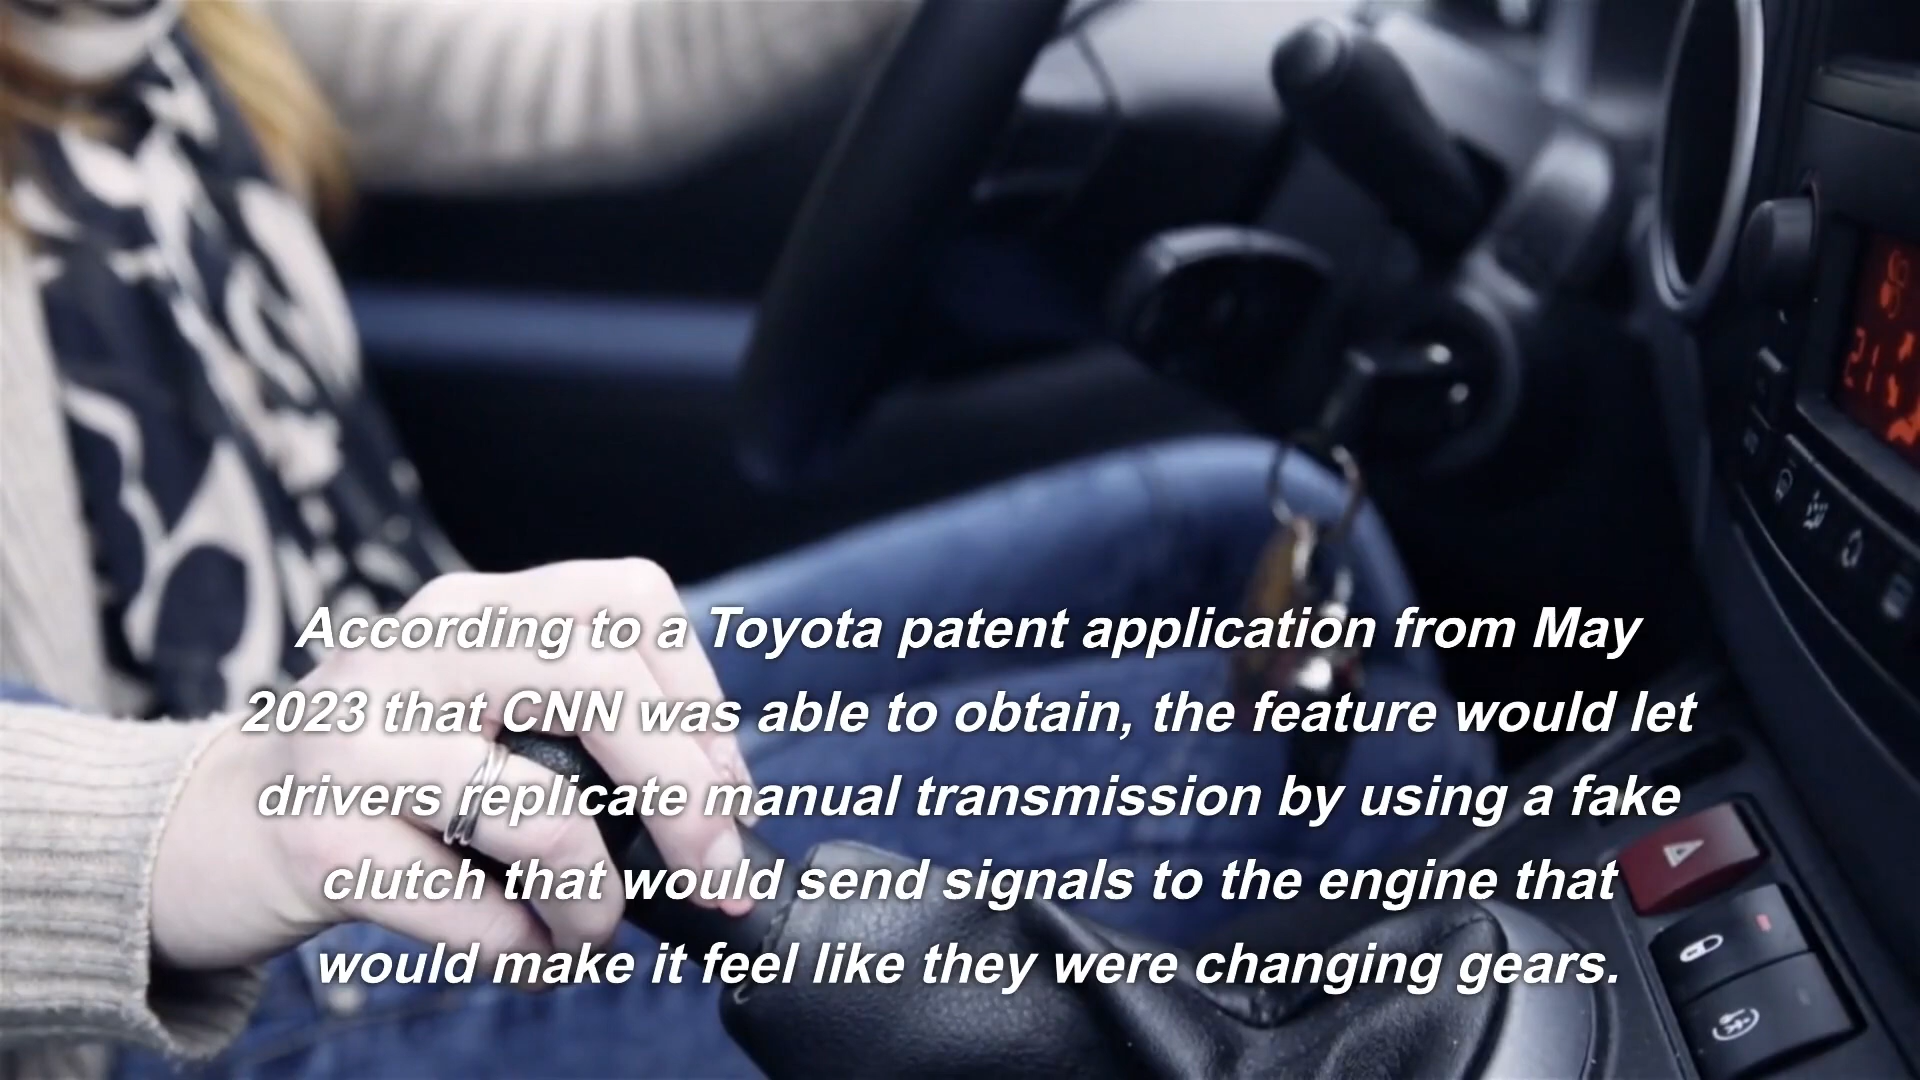 According to a Toyota patent application from May
2023 that CNN was able to obtain, the feature would let
drivers replicate manual transmission by using a fake
clutch that would send signals to the engine that
would make it feel like they were changing gears.